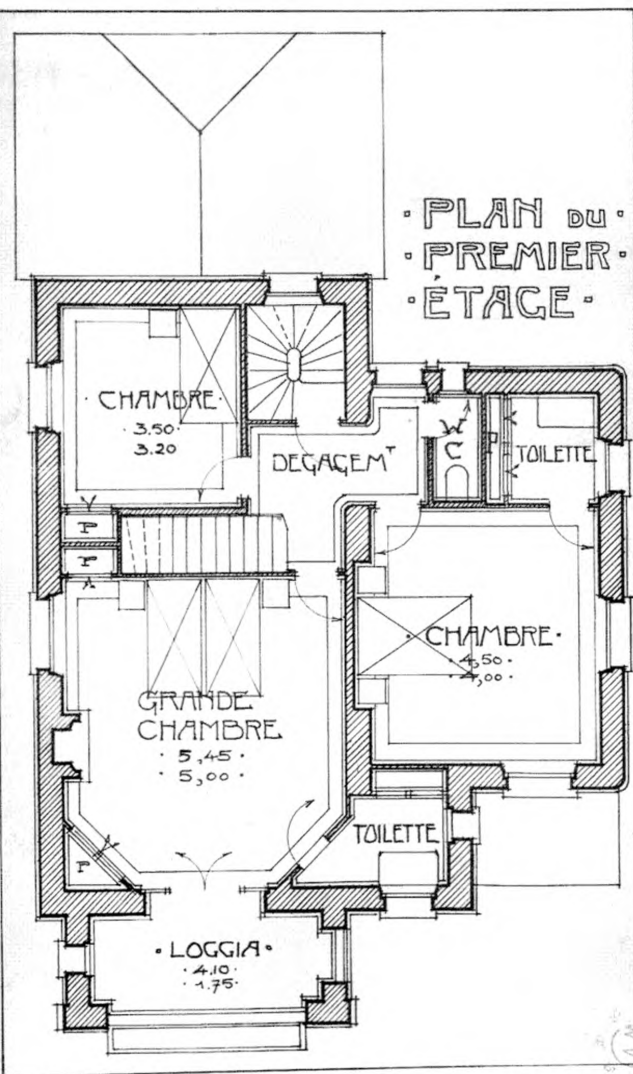 · PLAN DU ·
· PREMIER ·
· ÉTAGE ·
CHAMBRE
· 3.50 ·
3.20
DEGAGEMT
W
C
TOILETTE
P
P
· CHAMBRE ·
· 4,50 ·
4,00 ·
GRANDE
CHAMBRE
· 5,45 ·
5,00 ·
TOILETTE
P
· LOGGIA ·
· 4.10 ·
· 1.75 ·